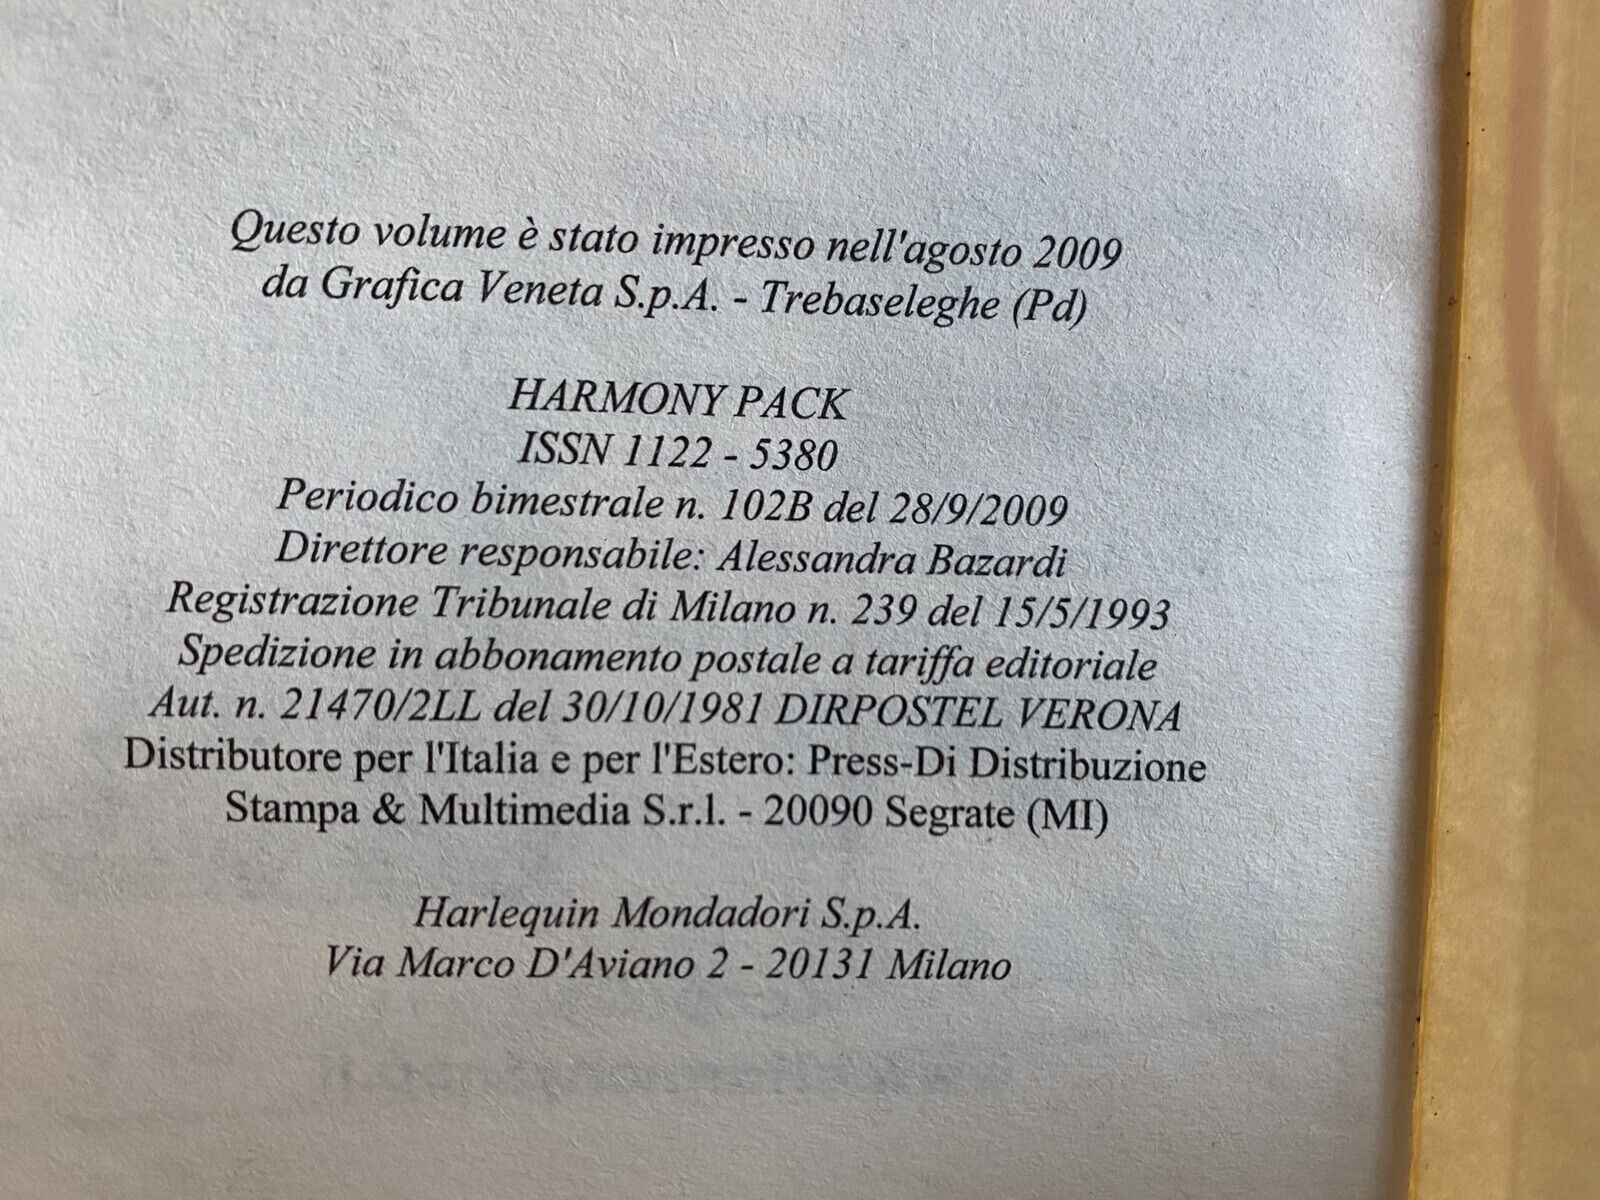 Questo volume è stato impresso nell'agosto 2009
da Grafica Veneta S.p.A. - Trebaseleghe (Pd)
HARMONY PACK
ISSN 1122 - 5380
Periodico bimestrale n. 102B del 28/9/2009
Direttore responsabile: Alessandra Bazardi
Registrazione Tribunale di Milano n. 239 del 15/5/1993
Spedizione in abbonamento postale a tariffa editoriale
Aut. n. 21470/2LL del 30/10/1981 DIRPOSTEL VERONA
Distributore per l'Italia e per l'Estero: Press-Di Distribuzione
Stampa & Multimedia S.r.l. - 20090 Segrate (MI)
Harlequin Mondadori S.p.A.
Via Marco D'Aviano 2 - 20131 Milano